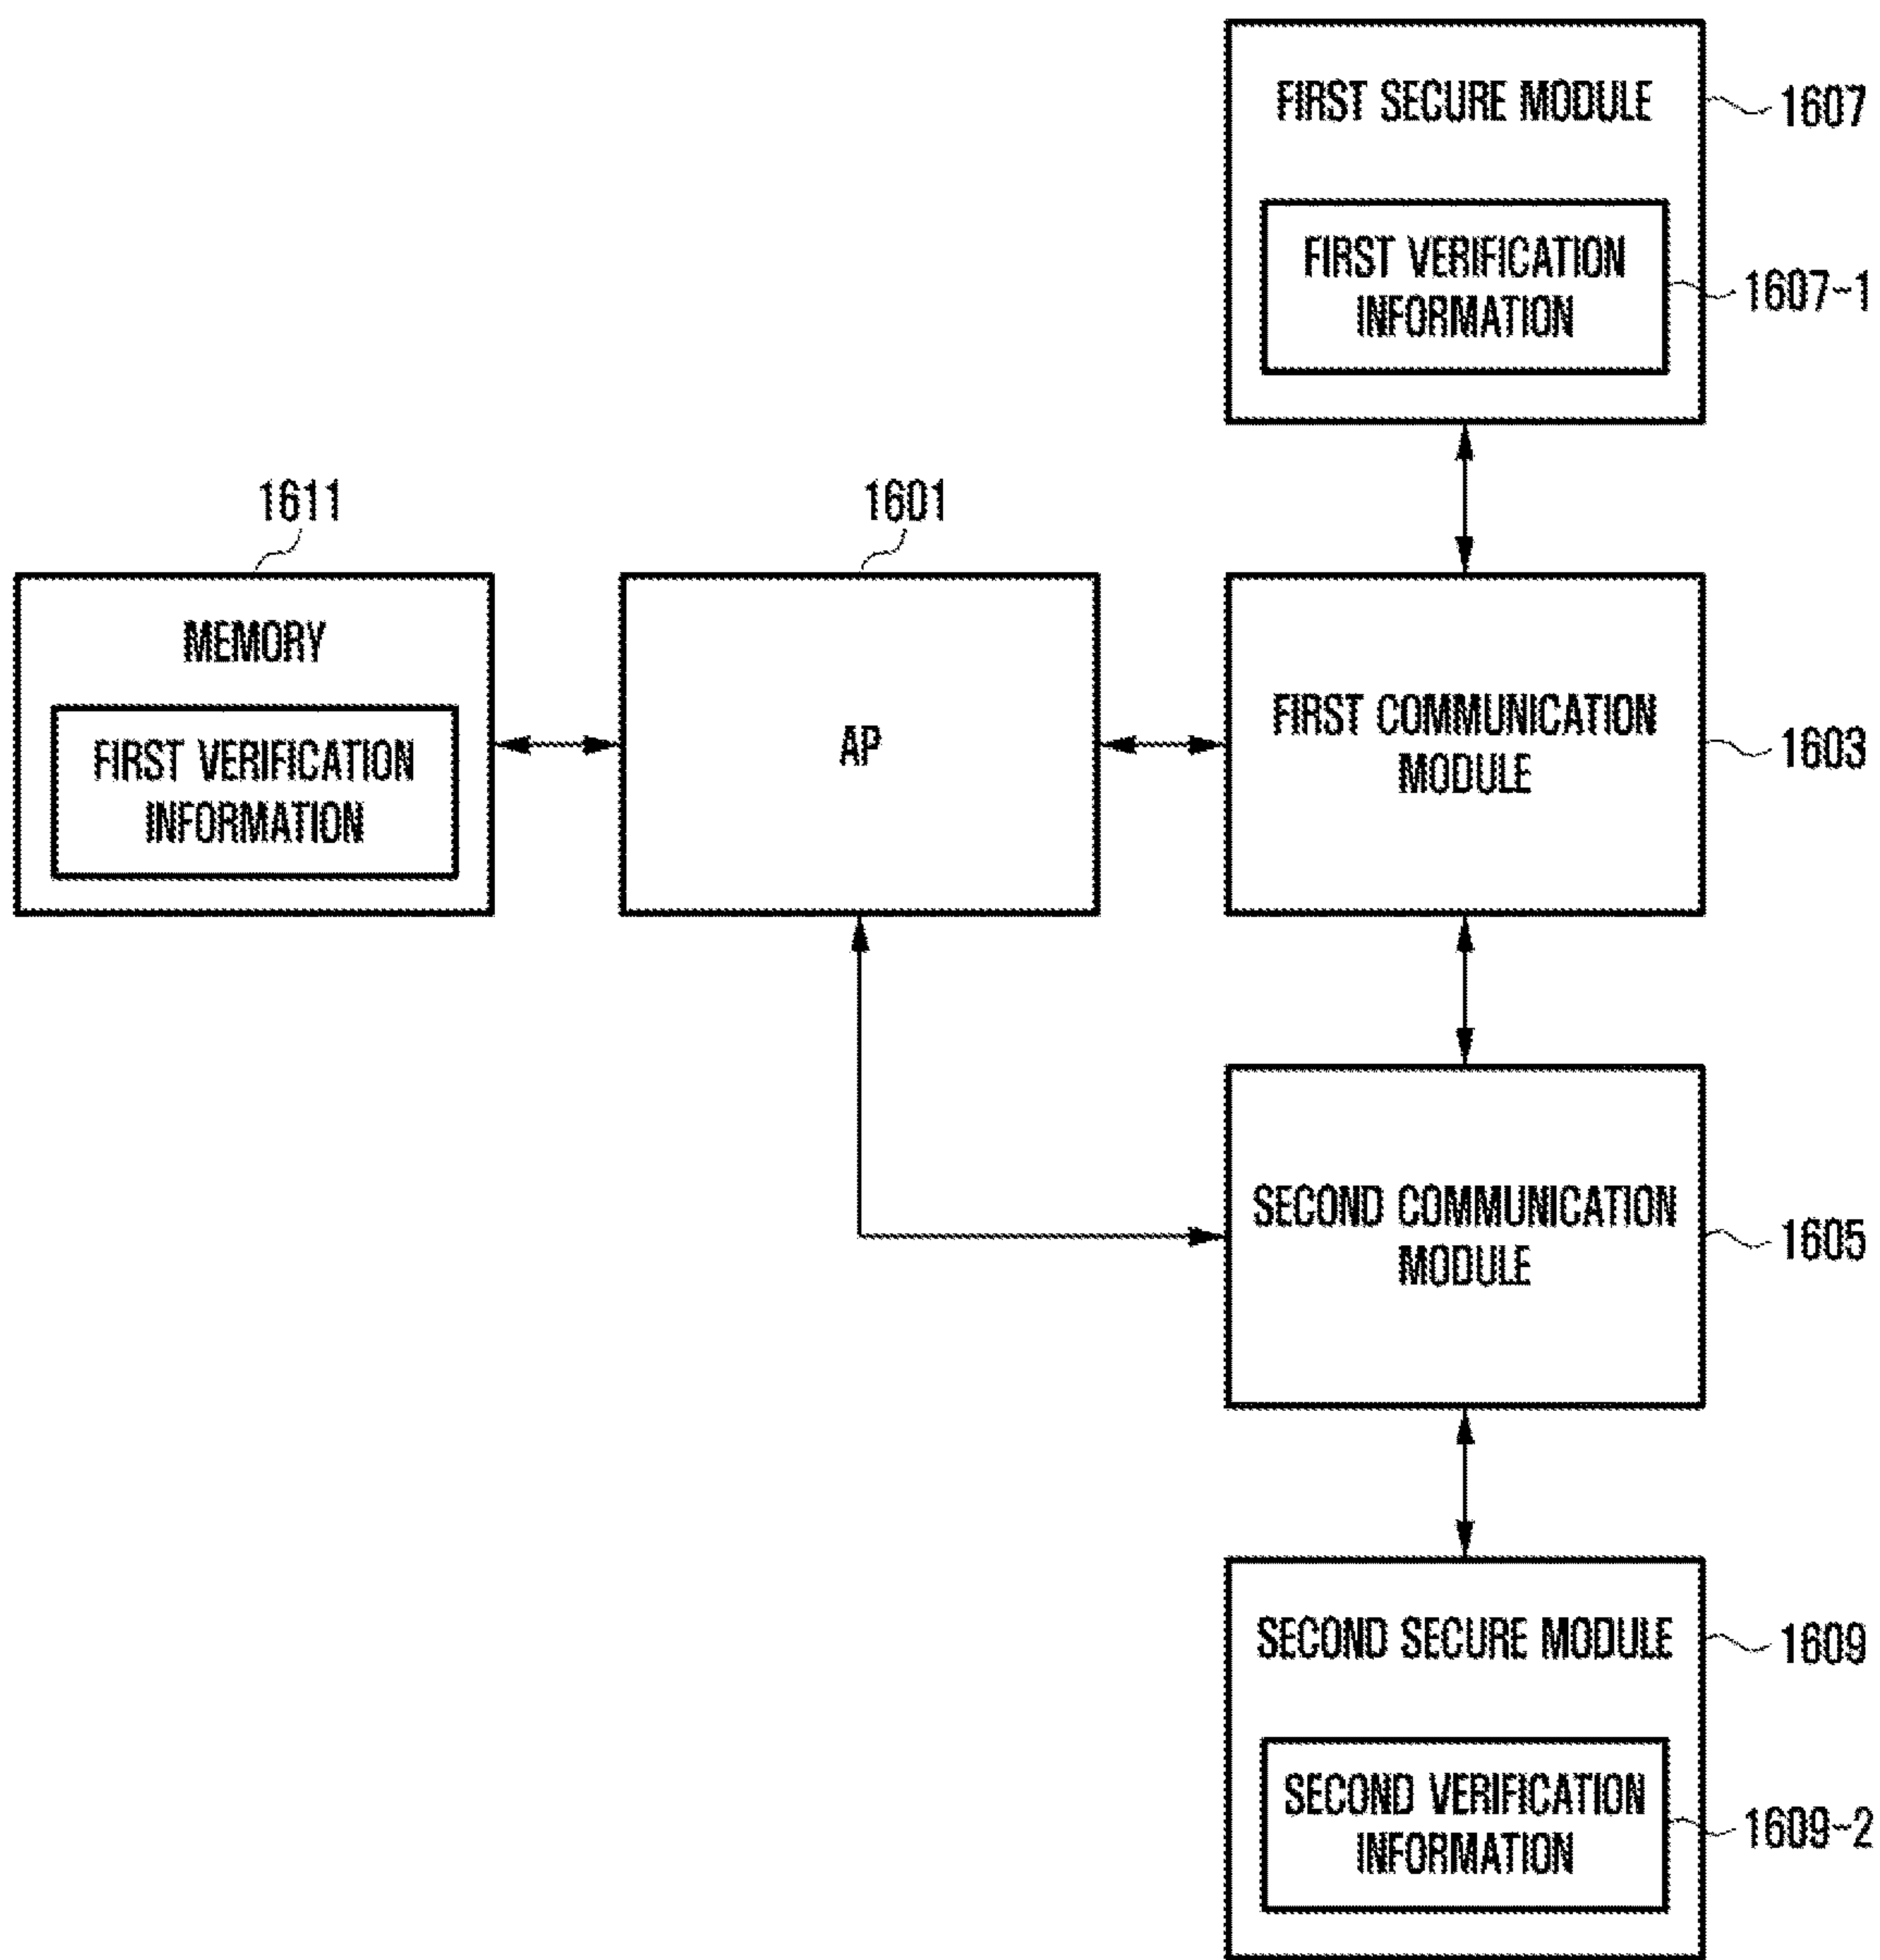 FIRST SECURE MODULE
1607
FIRST VERIFICATION
INFORMATION
1607-1
1611
1601
MEMORY
FIRST VERIFICATION
INFORMATION
AP
FIRST COMMUNICATION
MODULE
1603
SECOND COMMUNICATION
MODULE
1605
SECOND SECURE MODULE
1609
SECOND VERIFICATION
INFORMATION
1609-2